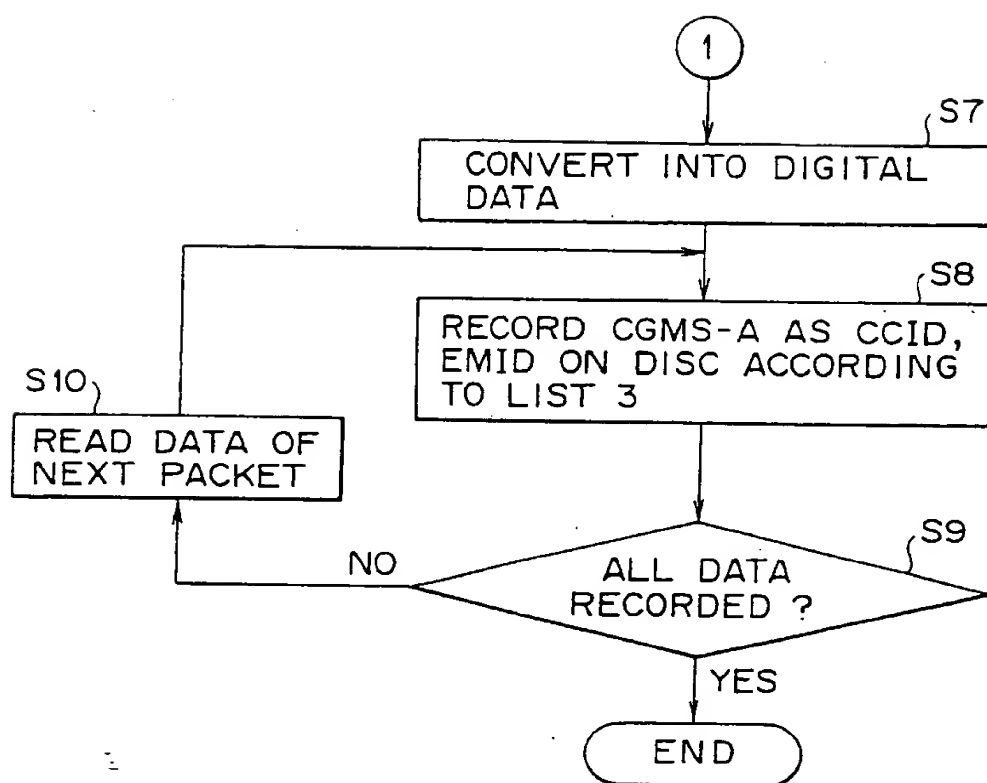 1
S7
CONVERT INTO DIGITAL
DATA
S8
RECORD CGMS-A AS CCID,
EMID ON DISC ACCORDING
TO LIST 3
S10
READ DATA OF
NEXT PACKET
S9
NO
ALL DATA
RECORDED ?
YES
END